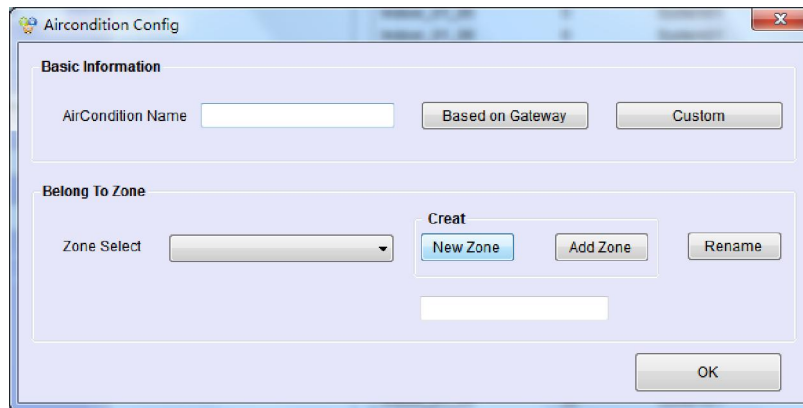 Aircondition Config
Basic Information
AirCondition Name
Based on Gateway
Custom
Belong To Zone
Creat
Zone Select
New Zone
Add Zone
Rename
OK